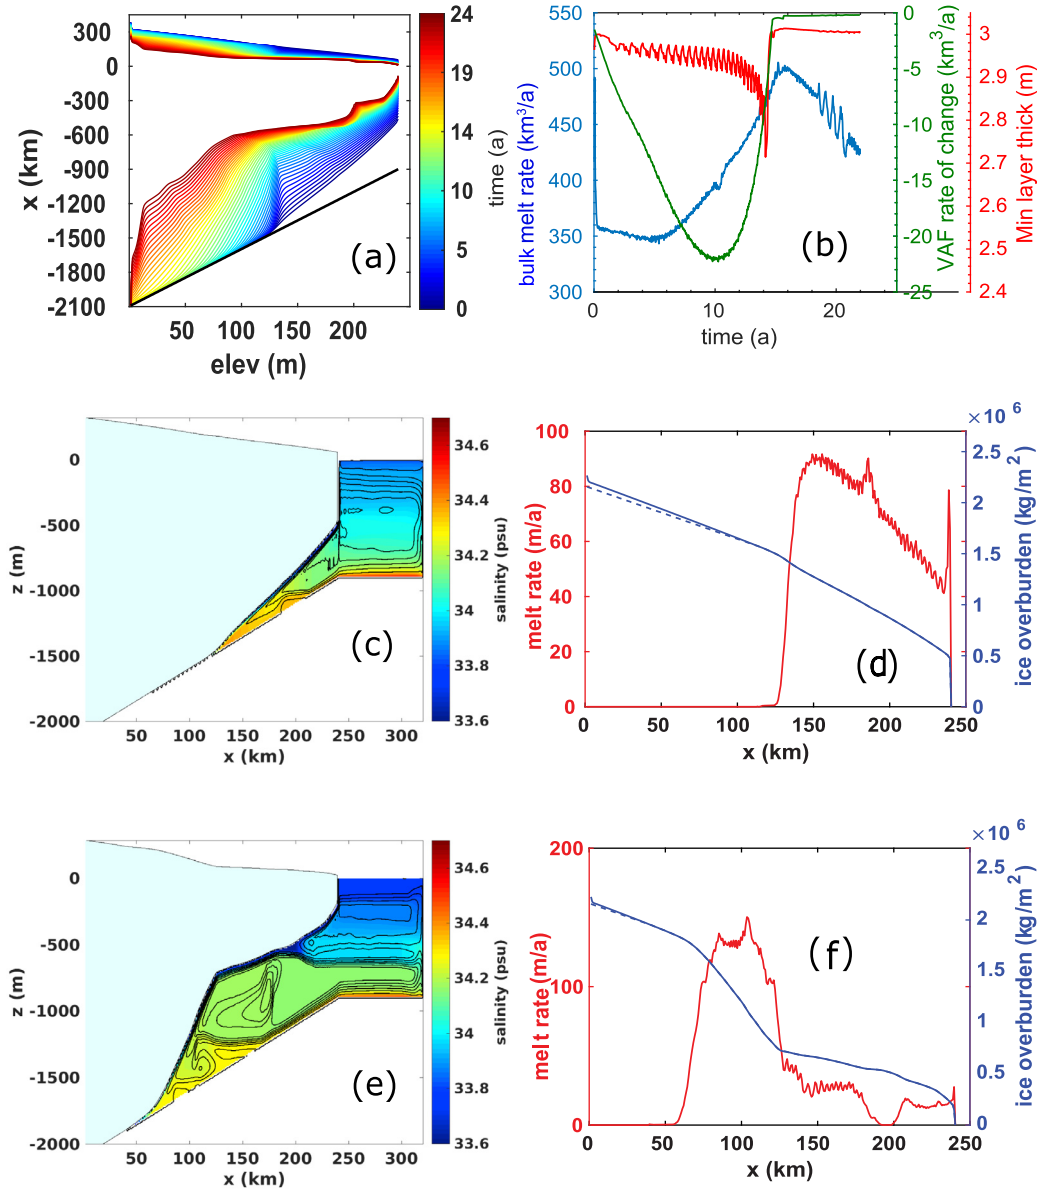 300
0
-300
-600
-900
-1200
-1500
-1800
-2100
x (km)
50 100 150 200
elev (m)
(a)
24
19
14
10
5
0
time (a)
550
500
450
400
350
300
bulk melt rate (km³/a)
0 10 20
time (a)
(b)
0
-5
-10
-15
-20
-25
VAF rate of change (km³/a)
3
2.9
2.8
2.7
2.6
2.5
2.4
Min layer thick (m)
0
-500
-1000
-1500
-2000
z (m)
50 100 150 200 250 300
x (km)
(c)
34.6
34.4
34.2
34
33.8
33.6
salinity (psu)
100
80
60
40
20
0
melt rate (m/a)
0 50 100 150 200 250
x (km)
(d)
×10 6
2.5
2
1.5
1
0.5
0
ice overburden (kg/m²)
0
-500
-1000
-1500
-2000
z (m)
50 100 150 200 250 300
x (km)
(e)
34.6
34.4
34.2
34
33.8
33.6
salinity (psu)
200
100
0
melt rate (m/a)
0 50 100 150 200 250
x (km)
(f)
×10 6
2.5
2
1.5
1
0.5
0
ice overburden (kg/m²)